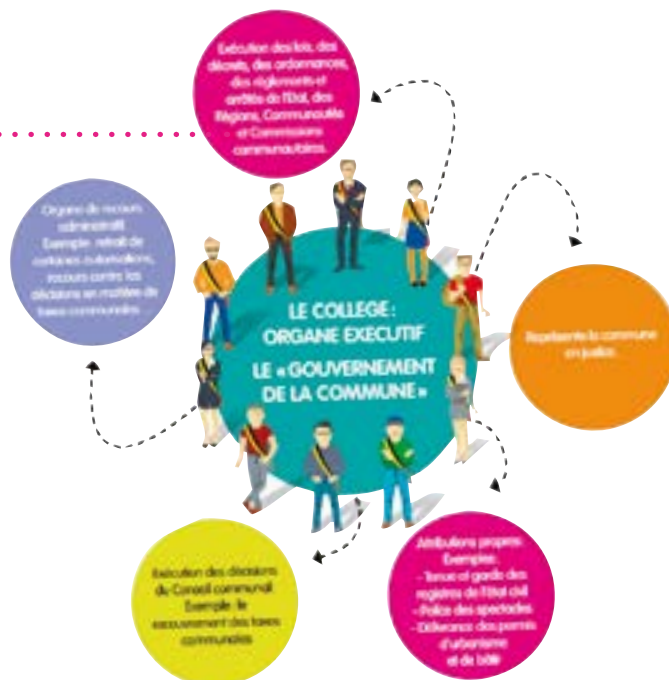 Exécution des lois, des
décrets, des ordonnances,
des règlements et
arrêtés de l'Etat, des
Régions, Communautés
et Commissions
communautaires.
Organe de recours
administratif.
Exemple: retrait de
certaines autorisations,
recours contre les
décisions en matière de
taxes communales.
LE COLLEGE:
ORGANE EXECUTIF
LE «GOUVERNEMENT
DE LA COMMUNE»
Représente la commune
en justice.
Exécution des décisions
du Conseil communal.
Exemple: le
recouvrement des taxes
communales
Attributions propres:
Exemples:
- Tenue et garde des
registres de l'Etat civil
- Police des spectacles
- Délivrance des permis
d'urbanisme
et de bâtir